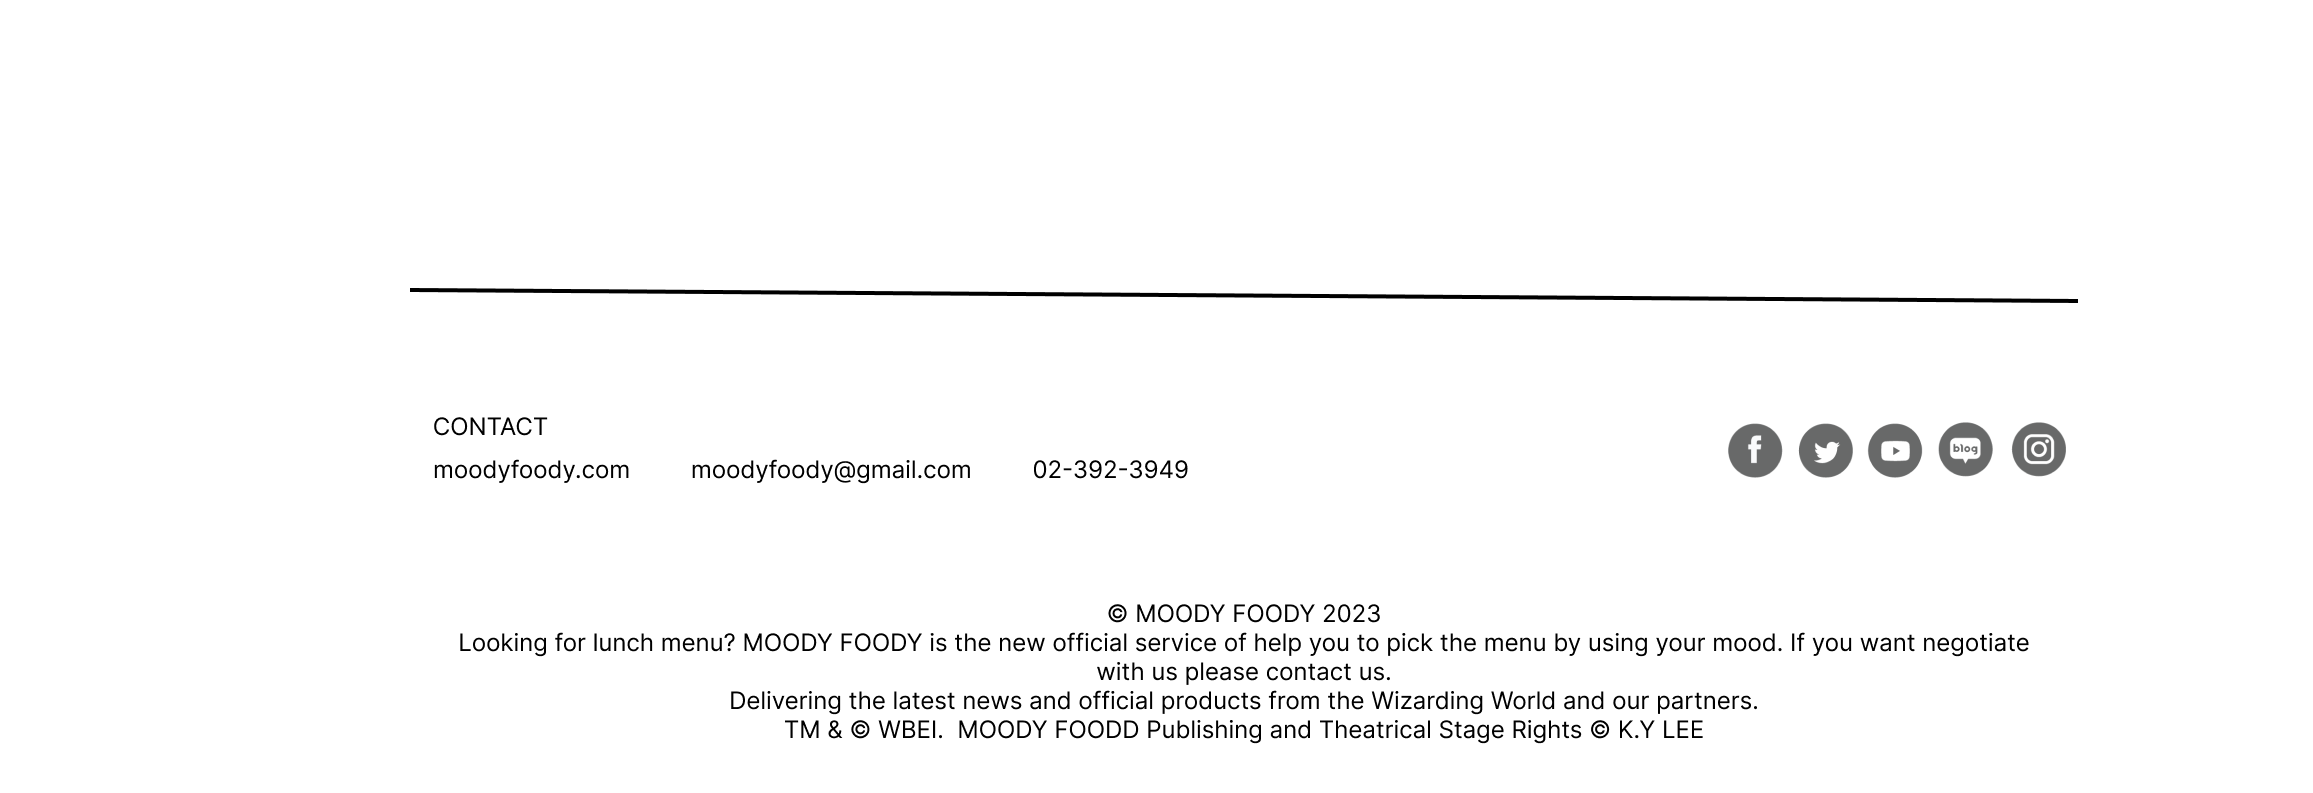 CONTACT
moodyfoody.com moodyfoody@gmail.com 02-392-3949
blog
© MOODY FOODY 2023
Looking for lunch menu? MOODY FOODY is the new official service of help you to pick the menu by using your mood. If you want negotiate
with us please contact us.
Delivering the latest news and official products from the Wizarding World and our partners.
TM & © WBEI.  MOODY FOODD Publishing and Theatrical Stage Rights © K.Y LEE